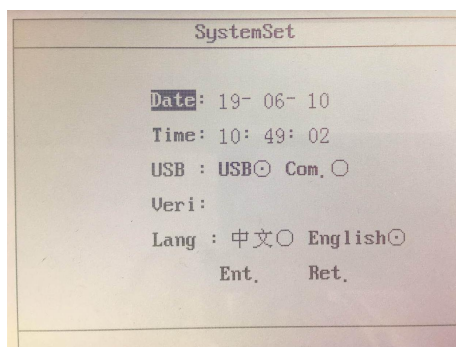 SystemSet
Date: 19- 06- 10
Time: 10: 49: 02
USB : USB⊙ Com.○
Veri:
Lang : 中文○ English⊙
Ent. Ret.